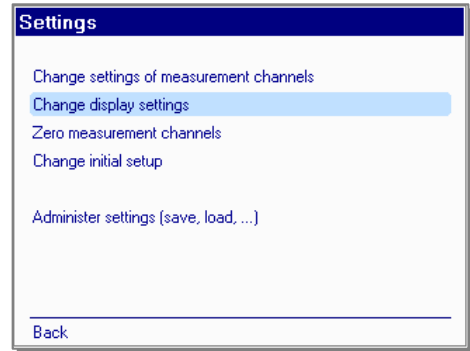 Settings
Change settings of measurement channels
Change display settings
Zero measurement channels
Change initial setup
Administer settings (save, load, ...)
Back